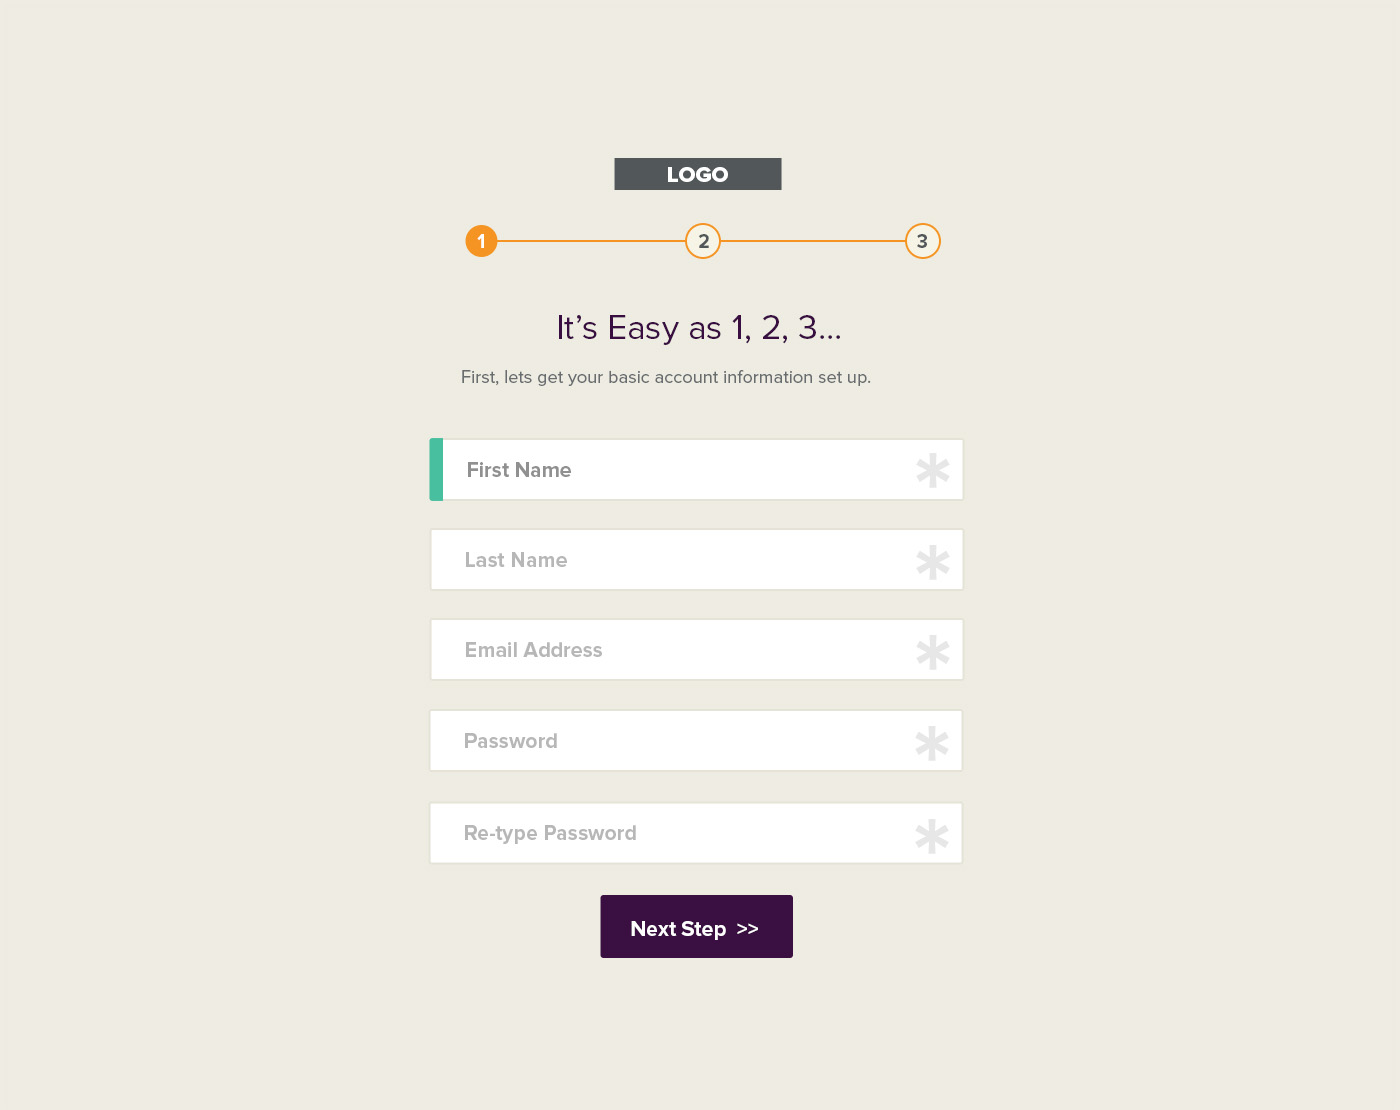 LOGO
1 2 3
It’s Easy as 1, 2, 3...
First, lets get your basic account information set up.
First Name *
Last Name *
Email Address *
Password *
Re-type Password *
Next Step >>